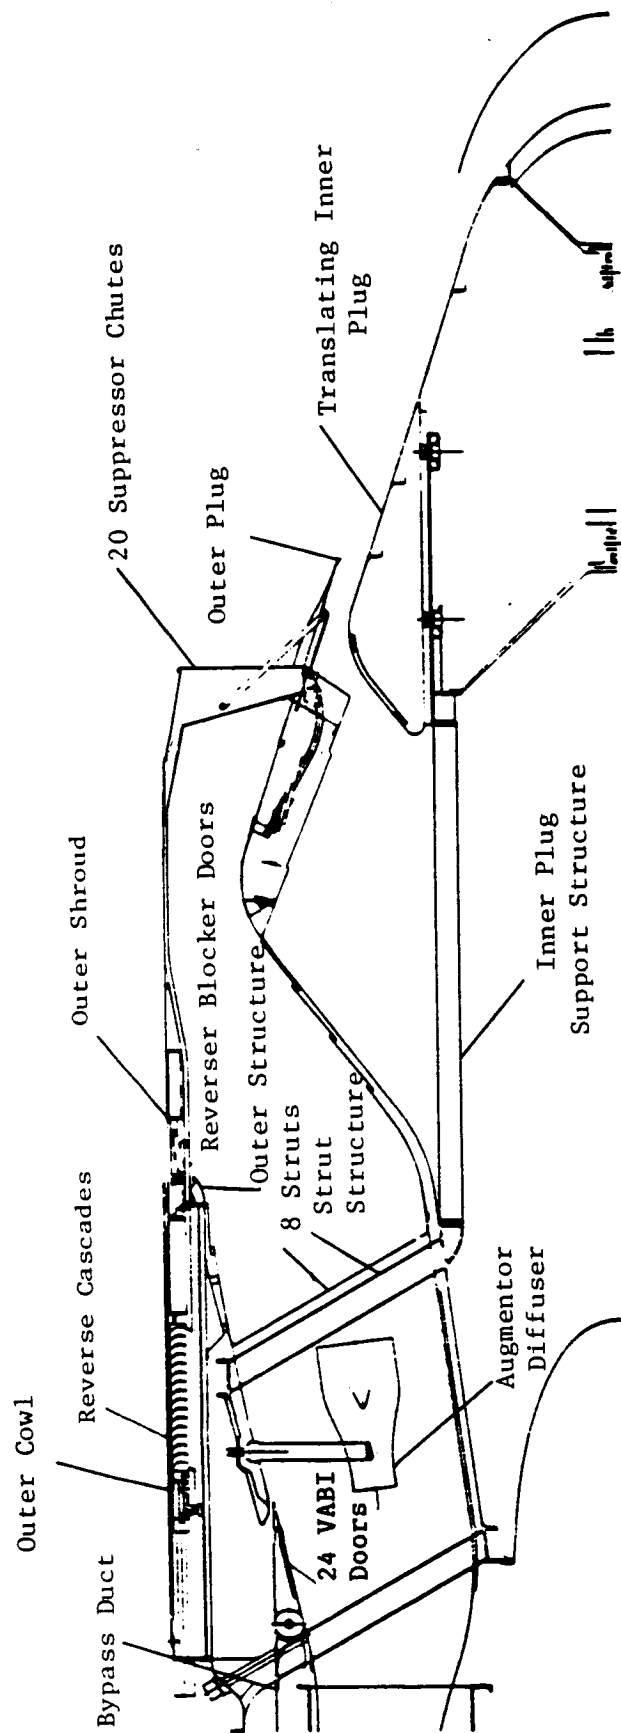 Outer Cowl
Reverse Cascades
Outer Shroud
20 Suppressor Chutes
Bypass Duct
Outer Plug
Translating Inner
Plug
Reverser Blocker Doors
Outer Structure
8 Struts
Strut
Structure
24 VABI
Doors
Augmentor
Diffuser
Inner Plug
Support Structure